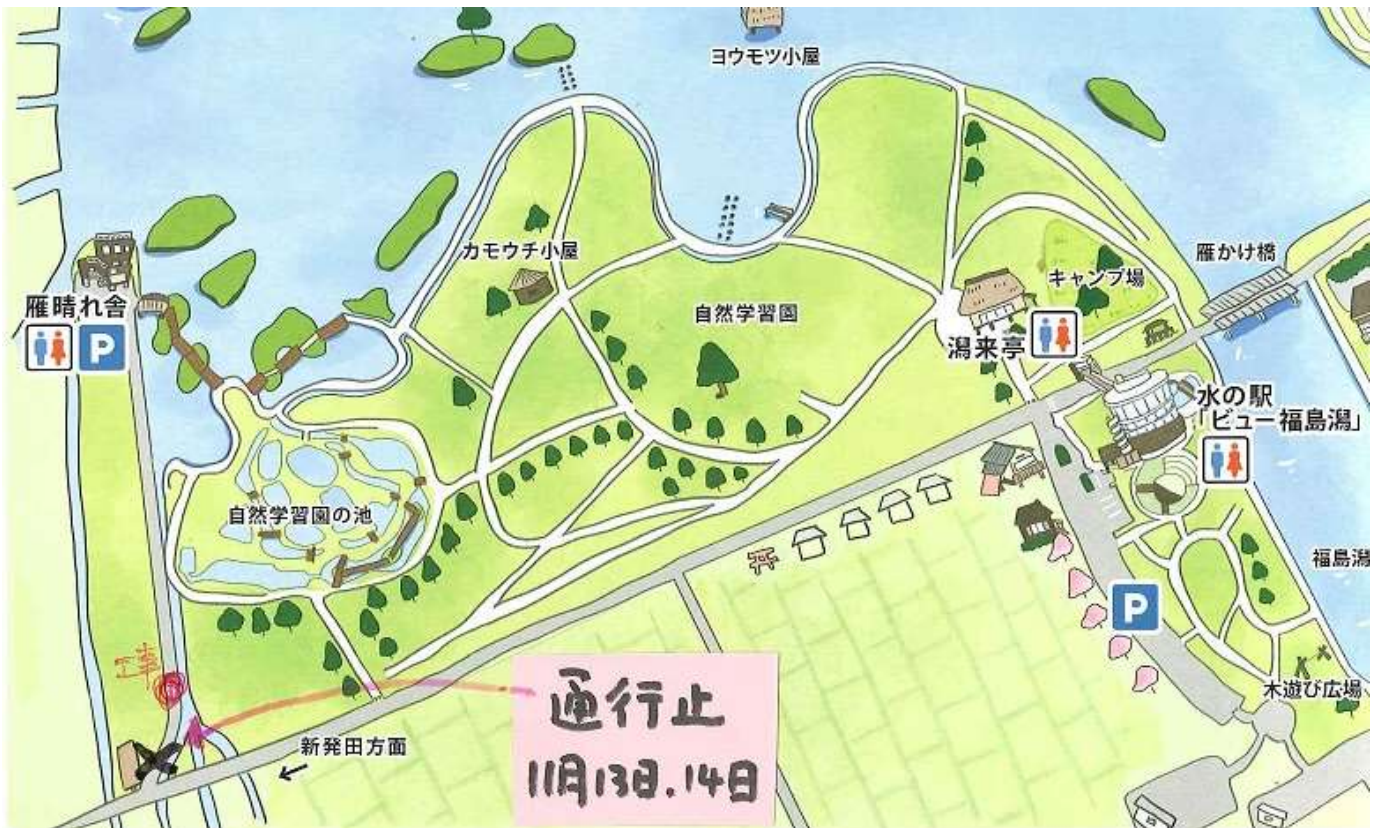 ヨウモツ小屋
カモウチ小屋
雁晴れ舎
P
自然学習園
キャンプ場
雁かけ橋
潟来亭
水の駅
「ビュー福島潟」
自然学習園の池
福島潟
P
工事
木遊び広場
新発田方面
通行止
11月13日.14日